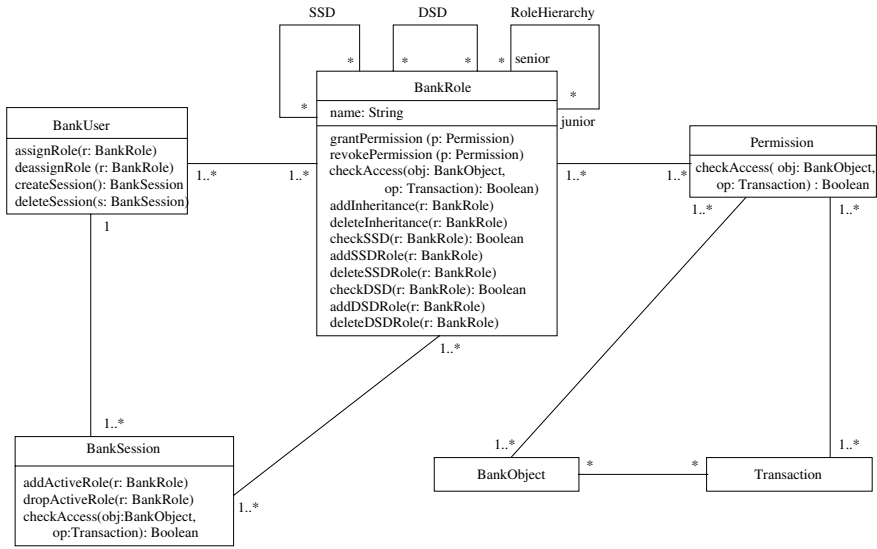 SSD
DSD
RoleHierarchy
*
*
*
*
* senior
*
junior
BankRole
name: String
grantPermission (p: Permission)
revokePermission (p: Permission)
checkAccess(obj: BankObject,
op: Transaction): Boolean)
addInheritance(r: BankRole)
deleteInheritance(r: BankRole)
checkSSD(r: BankRole): Boolean
addSSDRole(r: BankRole)
deleteSSDRole(r: BankRole)
checkDSD(r: BankRole): Boolean
addDSDRole(r: BankRole)
deleteDSDRole(r: BankRole)
BankUser
assignRole(r: BankRole)
deassignRole (r: BankRole)
createSession(): BankSession
deleteSession(s: BankSession)
1..*
1..*
1..*
1..*
Permission
checkAccess( obj: BankObject,
op: Transaction) : Boolean
1..*
1..*
1
1..*
1..*
1..*
BankSession
addActiveRole(r: BankRole)
dropActiveRole(r: BankRole)
checkAccess(obj:BankObject,
op:Transaction): Boolean
1..*
1..*
BankObject
*
*
Transaction